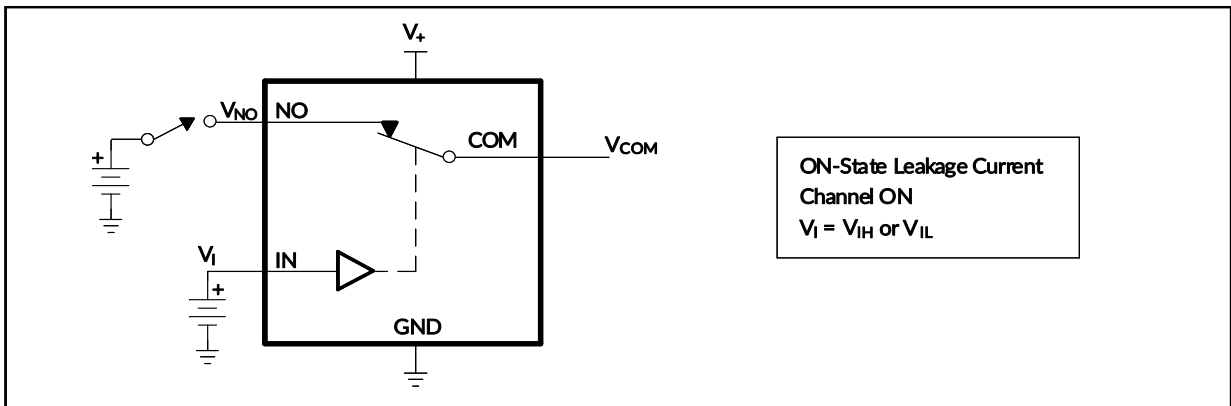 V+
VNO NO
COM
VCOM
+
ON-State Leakage Current
Channel ON
VI = VIH or VIL
VI
IN
+
GND